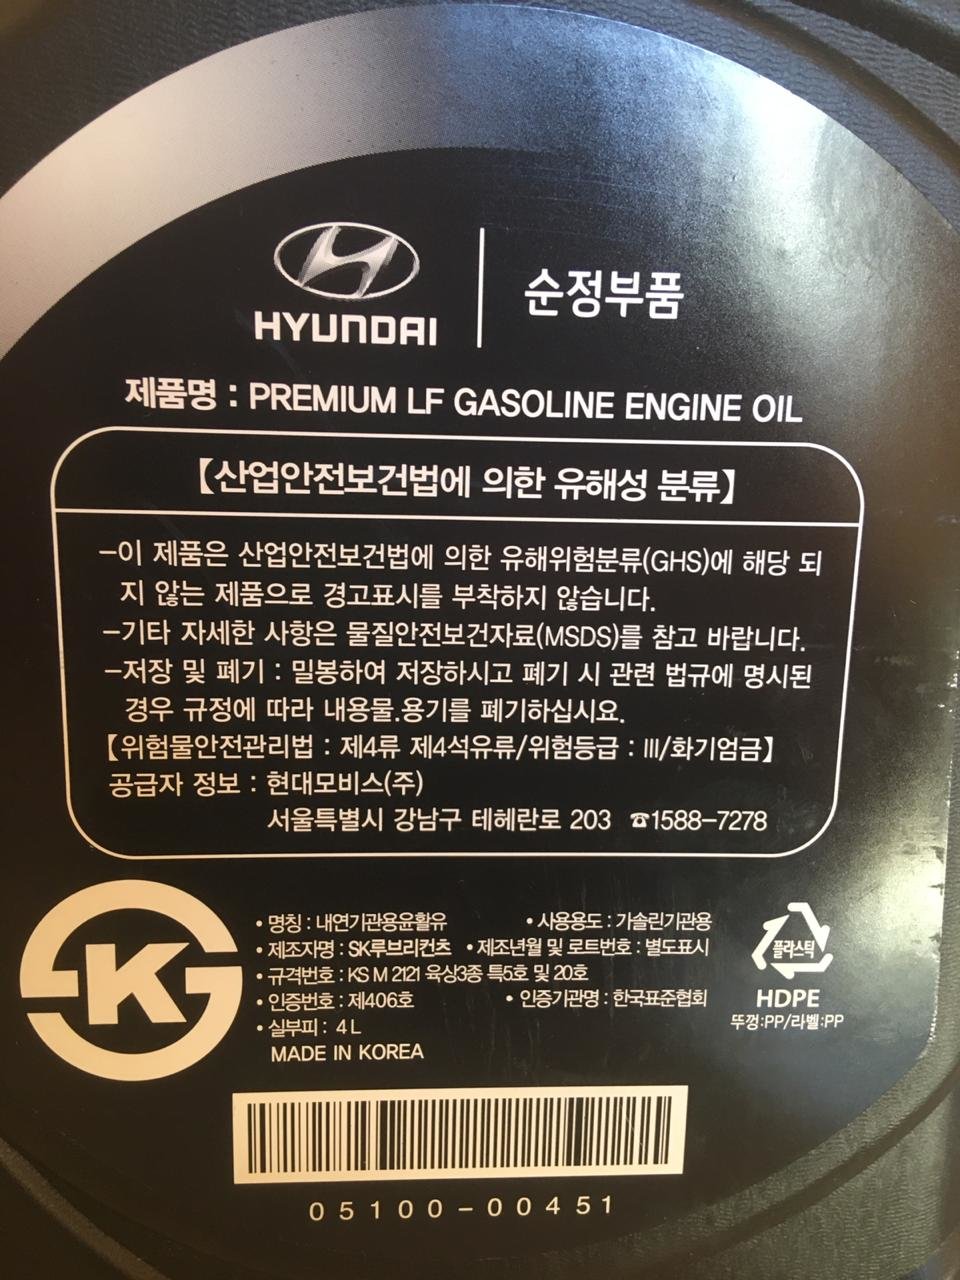 HYUNDAI
순정부품
제품명 : PREMIUM LF GASOLINE ENGINE OIL
【산업안전보건법에 의한 유해성 분류】
-이 제품은 산업안전보건법에 의한 유해위험분류(GHS)에 해당 되
지 않는 제품으로 경고표시를 부착하지 않습니다.
-기타 자세한 사항은 물질안전보건자료(MSDS)를 참고 바랍니다.
-저장 및 폐기 : 밀봉하여 저장하시고 폐기 시 관련 법규에 명시된
경우 규정에 따라 내용물.용기를 폐기하십시요.
【위험물안전관리법 : 제4류 제4석유류/위험등급 : III/화기엄금】
공급자 정보 : 현대모비스(주)
서울특별시 강남구 테헤란로 203 ☎1588-7278
• 명칭 : 내연기관용윤활유 • 사용용도 : 가솔린기관용
• 제조자명 : SK루브리컨츠 • 제조년월 및 로트번호 : 별도표시
• 규격번호 : KS M 2121 육상3종 특5호 및 20호
• 인증번호 : 제406호 • 인증기관명 : 한국표준협회
• 실부피 : 4 L
MADE IN KOREA
플라스틱
HDPE
뚜껑:PP/라벨:PP
05100-00451